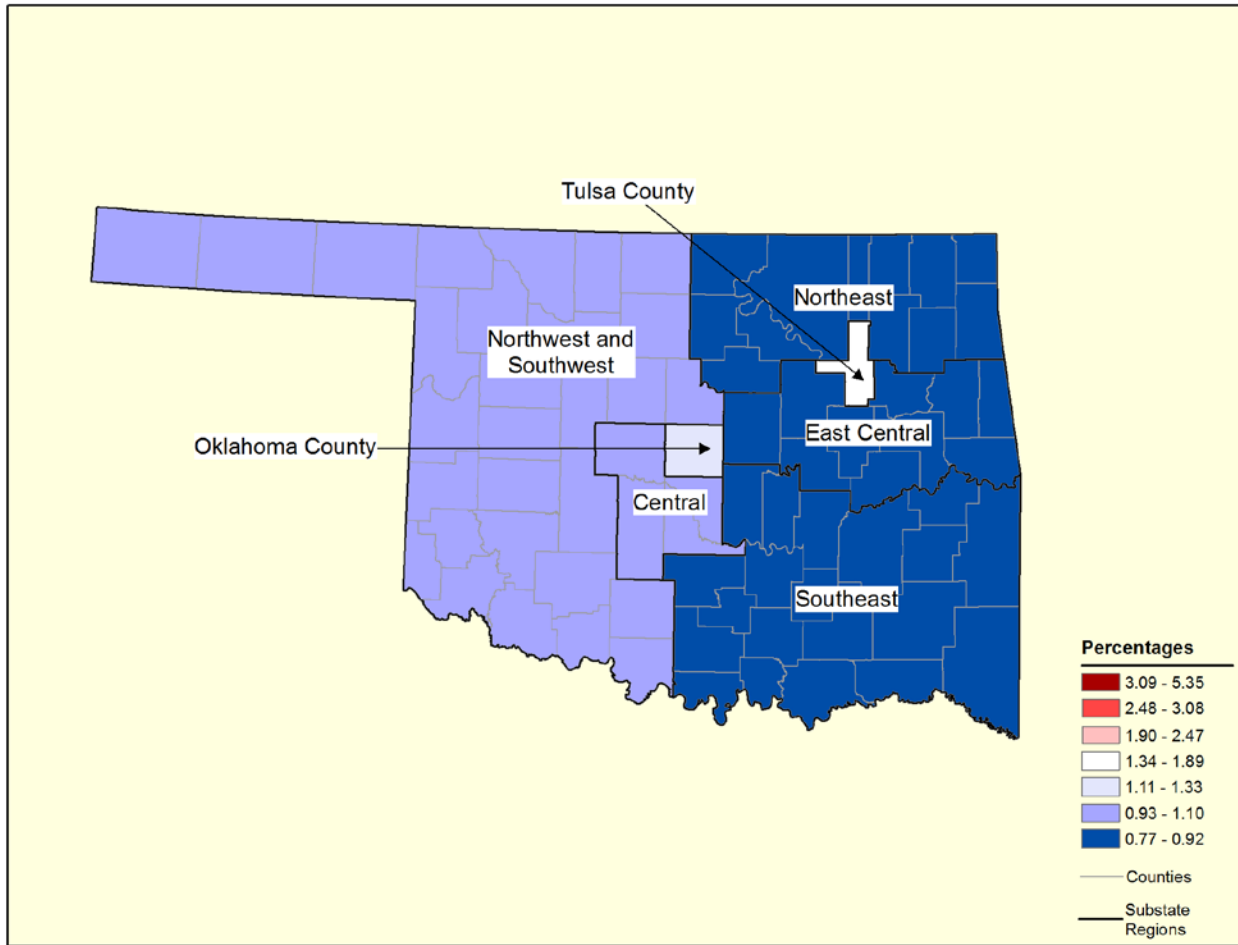 Tulsa County
Northeast
Northwest and
Southwest
East Central
Oklahoma County
Central
Southeast
Percentages
3.09 - 5.35
2.48 - 3.08
1.90 - 2.47
1.34 - 1.89
1.11 - 1.33
0.93 - 1.10
0.77 - 0.92
Counties
Substate
Regions